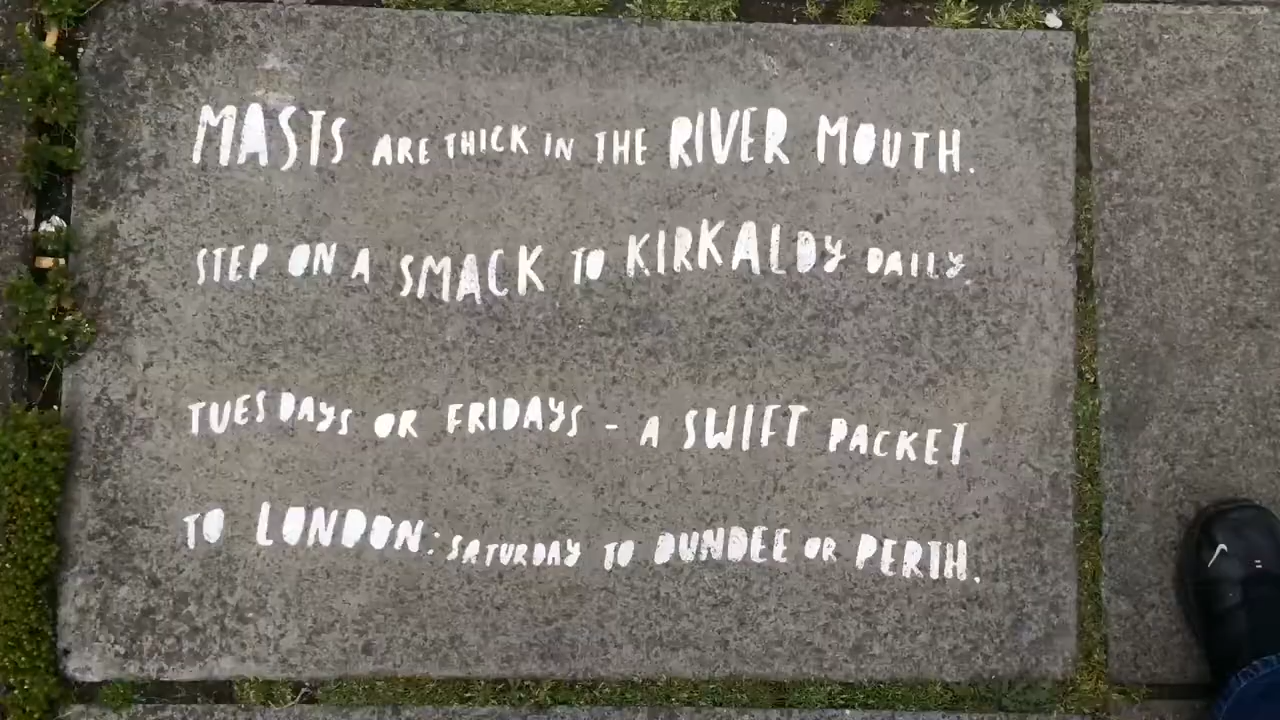 MASTS ARE THICK IN THE RIVER MOUTH.
STEP ON A SMACK TO KIRKALDY DAILY.
TUESDAYS OR FRIDAYS - A SWIFT PACKET
TO LONDON: SATURDAY TO DUNDEE OR PERTH.